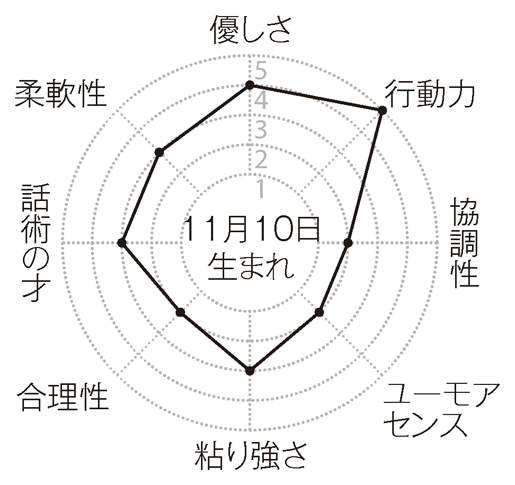 優しさ
行動力
協調性
ユーモア
センス
粘り強さ
合理性
話術の才
柔軟性
5
4
3
2
1
11月10日
生まれ